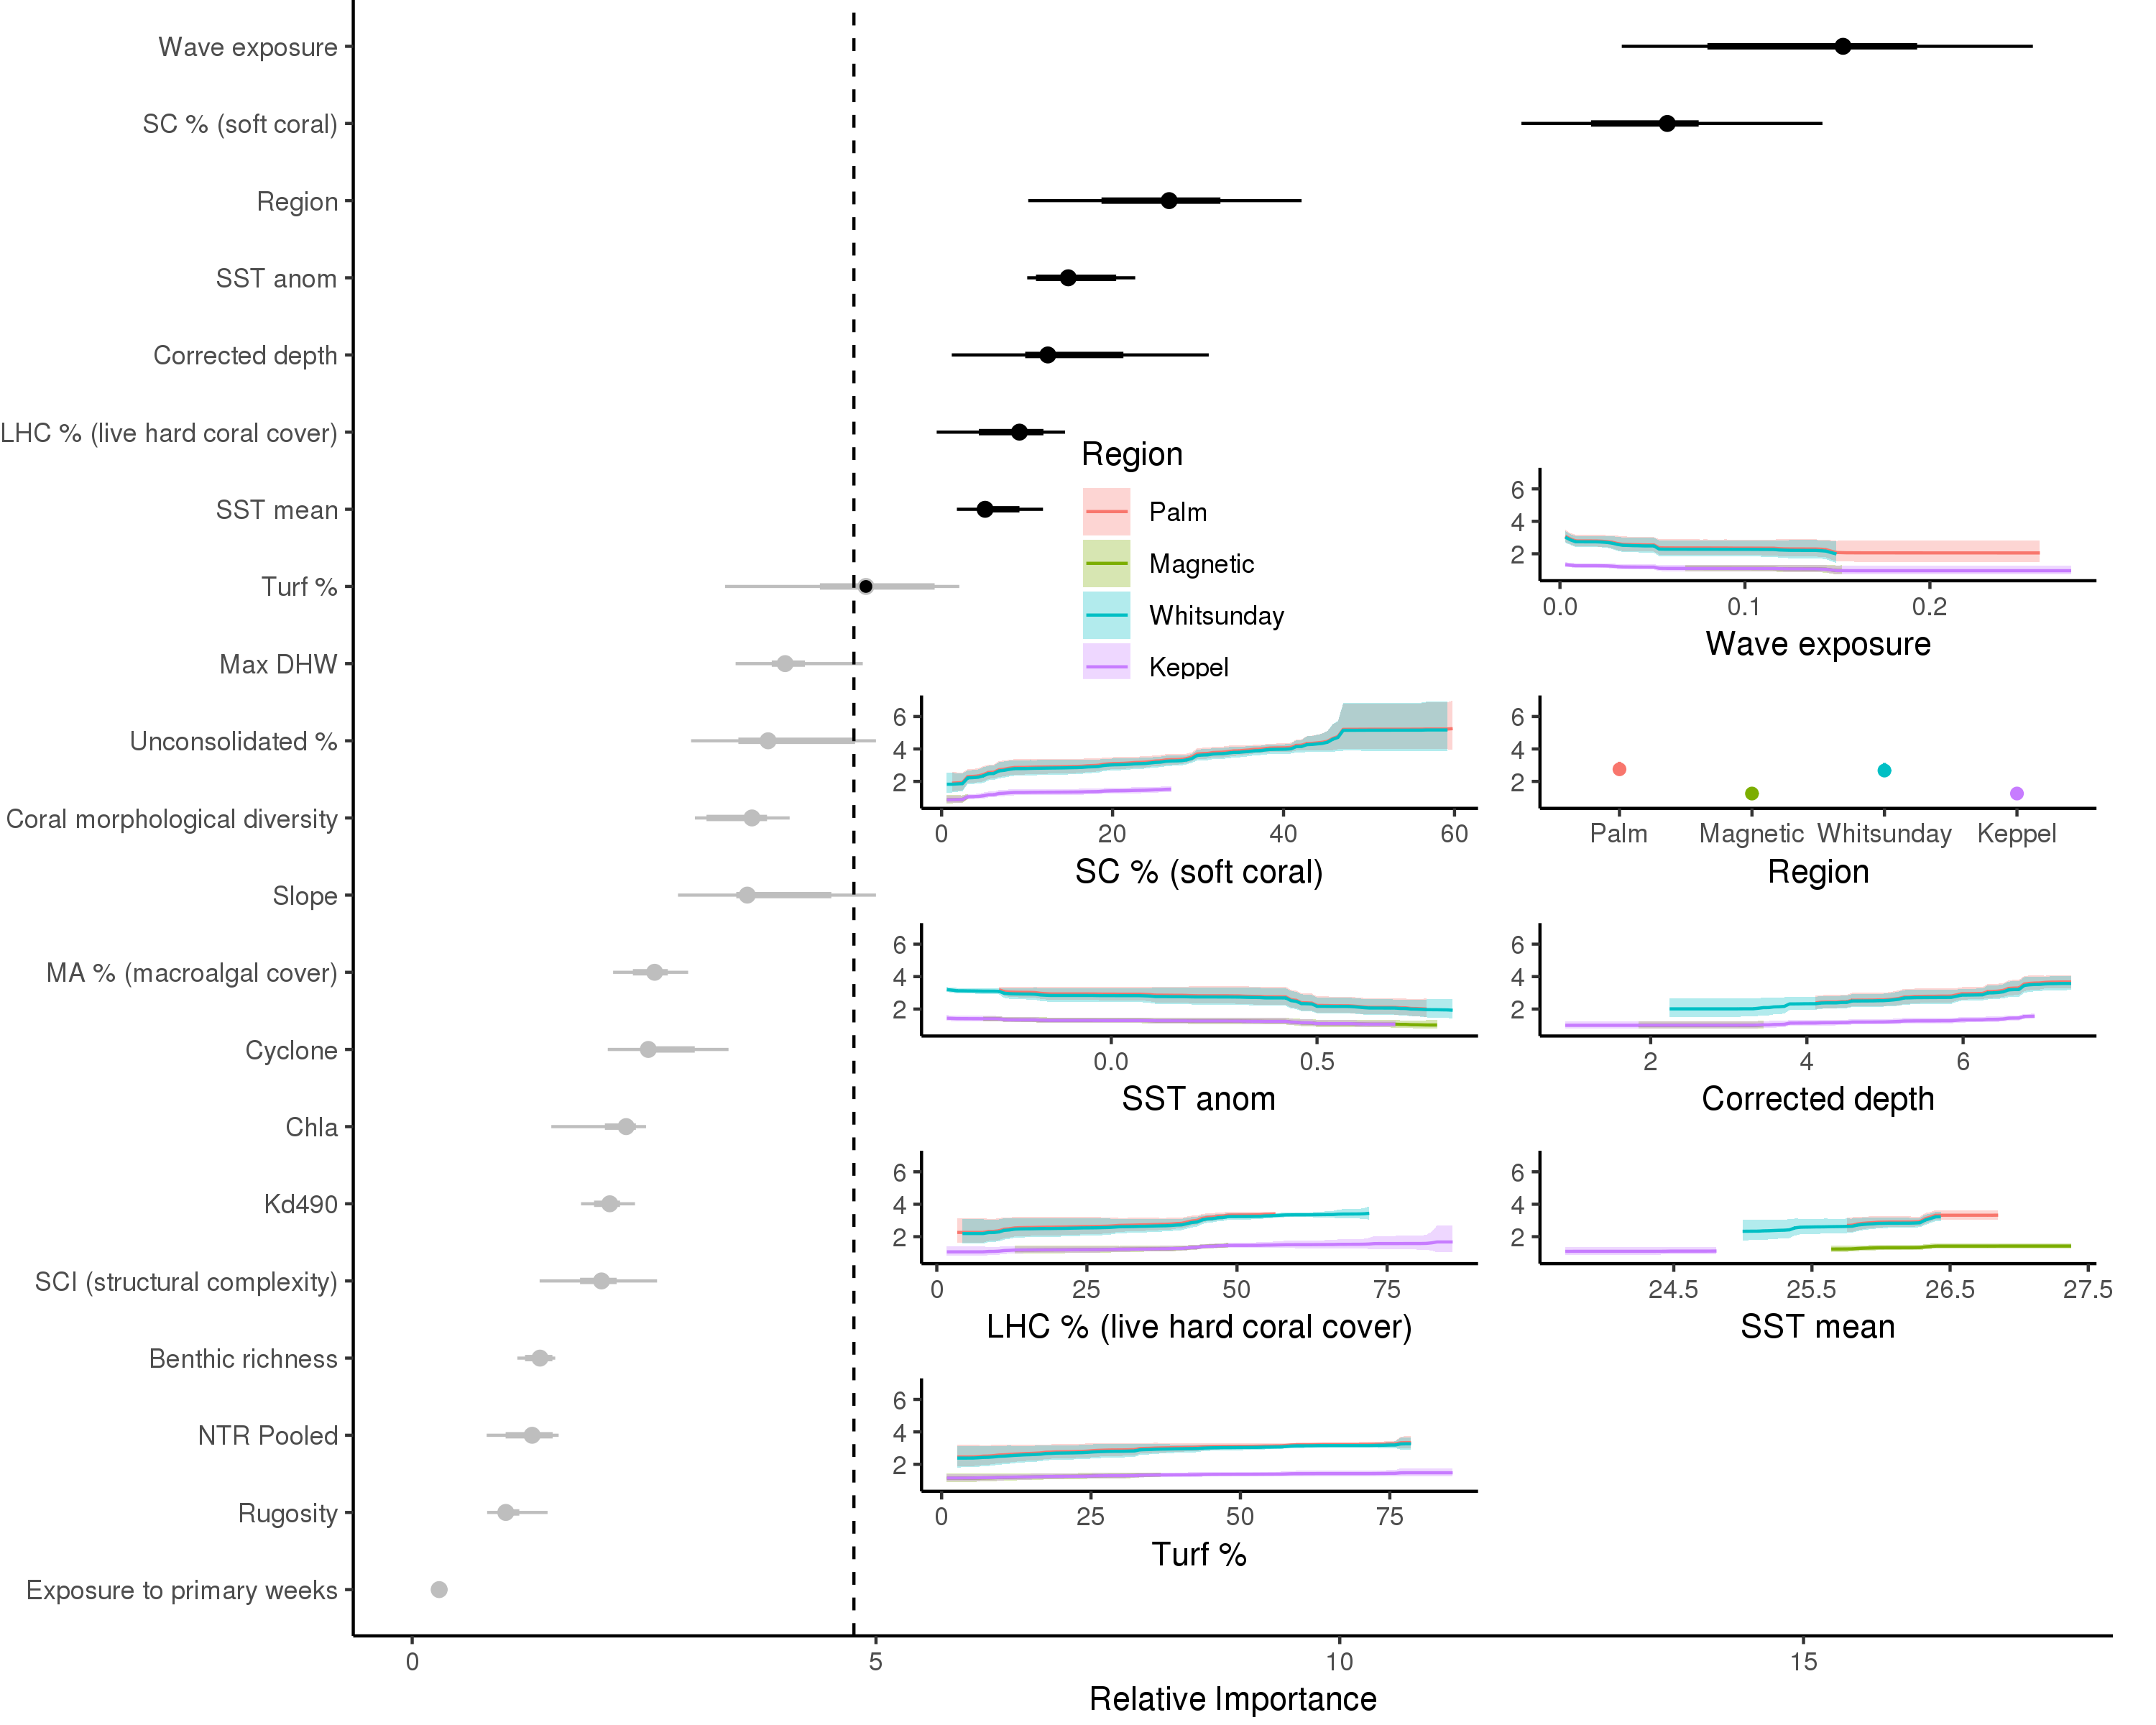 Wave exposure
SC % (soft coral)
Region
SST anom
Corrected depth
LHC % (live hard coral cover)
SST mean
Turf %
Max DHW
Unconsolidated %
Coral morphological diversity
Slope
MA % (macroalgal cover)
Cyclone
Chla
Kd490
SCI (structural complexity)
Benthic richness
NTR Pooled
Rugosity
Exposure to primary weeks
0 5 10 15
Relative Importance
Region
Palm
Magnetic
Whitsunday
Keppel
6
4
2
0.0 0.1 0.2
Wave exposure
6
4
2
0 20 40 60
SC % (soft coral)
6
4
2
Palm Magnetic Whitsunday Keppel
Region
6
4
2
0.0 0.5
SST anom
6
4
2
2 4 6
Corrected depth
6
4
2
0 25 50 75
LHC % (live hard coral cover)
6
4
2
24.5 25.5 26.5 27.5
SST mean
6
4
2
0 25 50 75
Turf %